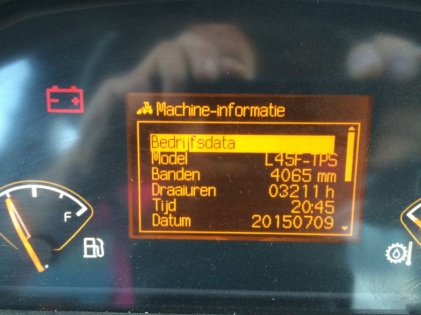 Machine-informatie
Bedrijfsdata
Model L45F-TPS
Banden 4065 mm
Draaiuren 03211 h
Tijd 20:45
Datum 20150709
F